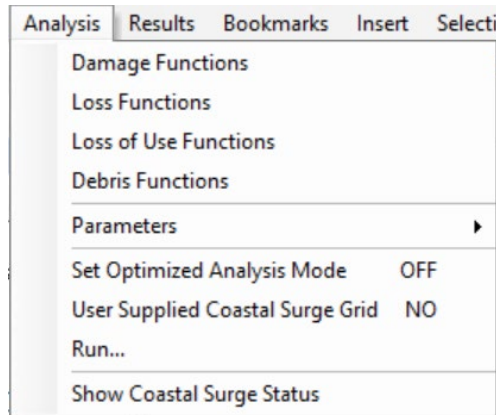 Analysis Results Bookmarks Insert Selecti
Damage Functions
Loss Functions
Loss of Use Functions
Debris Functions
Parameters
Set Optimized Analysis Mode OFF
User Supplied Coastal Surge Grid NO
Run...
Show Coastal Surge Status